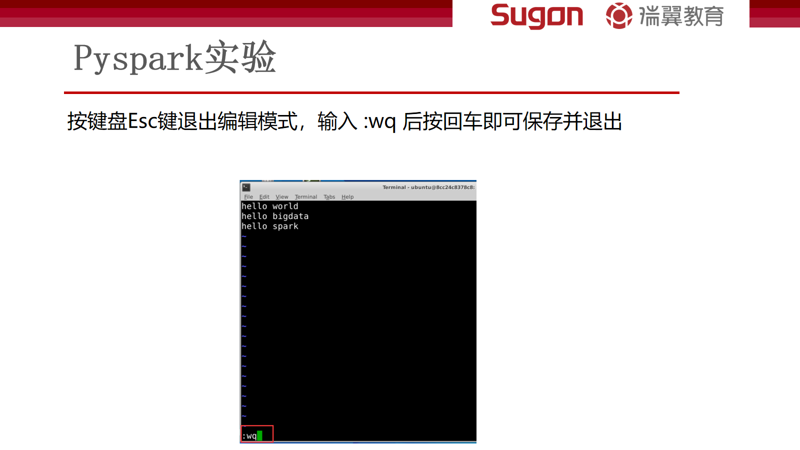 Sugon 瑞翼教育
Pyspark实验
按键盘Esc键退出编辑模式，输入 :wq 后按回车即可保存并退出
Terminal - ubuntu@8cc24c8378c8:
File Edit View Terminal Tabs Help
hello world
hello bigdata
hello spark
:wq